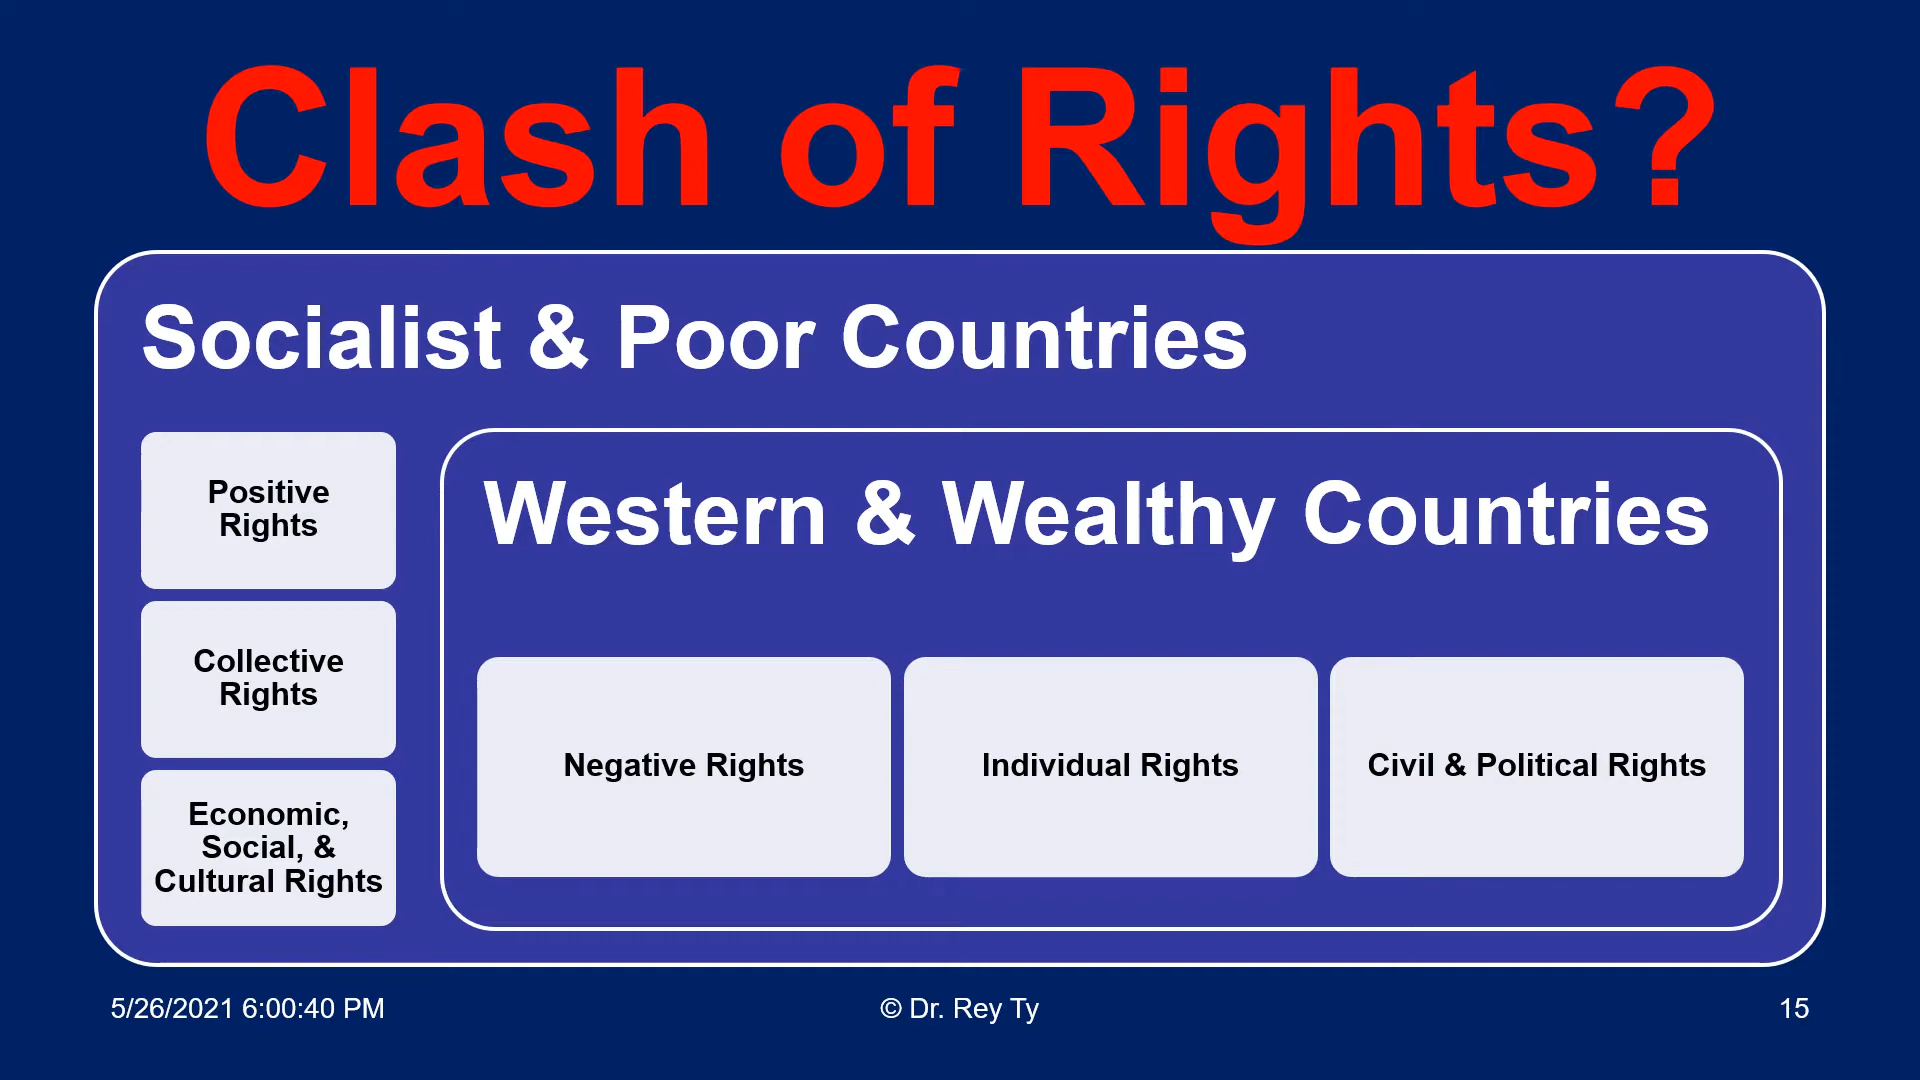 Clash of Rights?
Socialist & Poor Countries
Positive
Rights
Collective
Rights
Economic,
Social, &
Cultural Rights
Western & Wealthy Countries
Negative Rights
Individual Rights
Civil & Political Rights
5/26/2021 6:00:40 PM
© Dr. Rey Ty
15